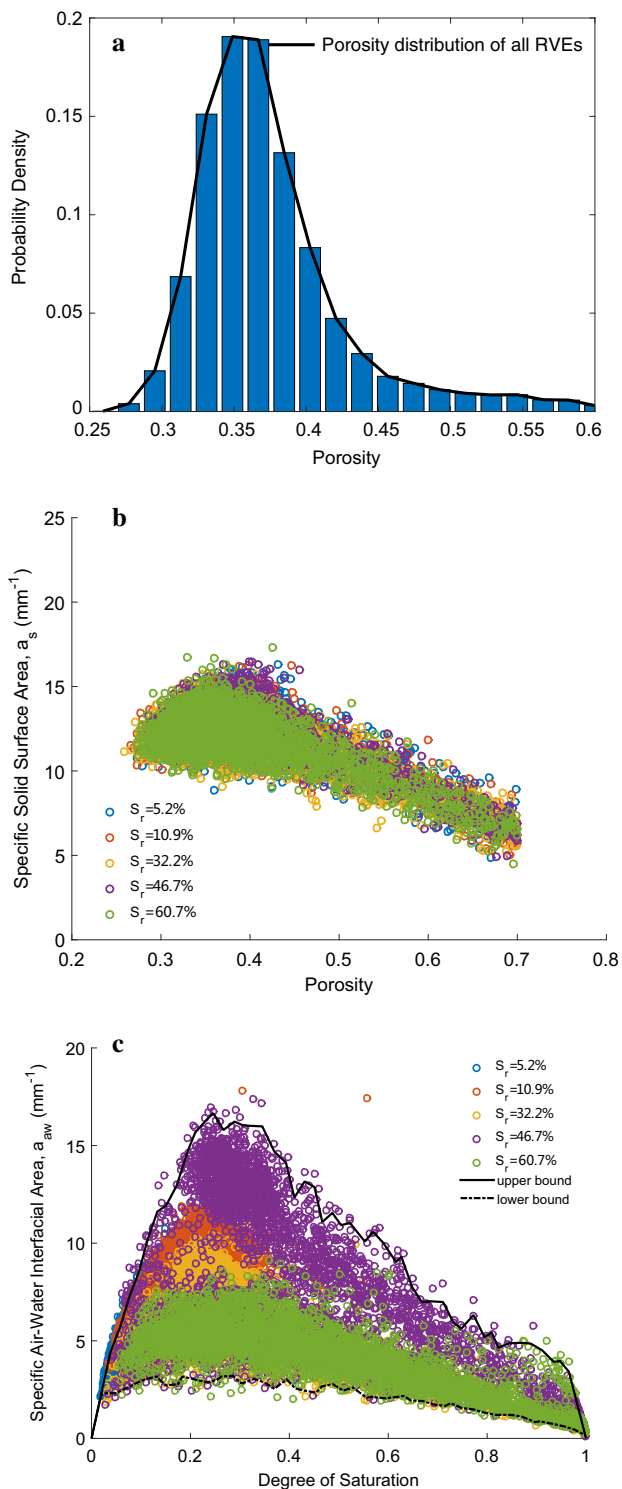 a
Porosity distribution of all RVEs
Probability Density
0.2
0.15
0.1
0.05
0
0.25 0.3 0.35 0.4 0.45 0.5 0.55 0.6
Porosity
b
Specific Solid Surface Area, a_s (mm⁻¹)
25
20
15
10
5
0
S_r=5.2%
S_r=10.9%
S_r=32.2%
S_r=46.7%
S_r=60.7%
0.2 0.3 0.4 0.5 0.6 0.7 0.8
Porosity
c
Specific Air-Water Interfacial Area, a_aw (mm⁻¹)
20
15
10
5
0
S_r=5.2%
S_r=10.9%
S_r=32.2%
S_r=46.7%
S_r=60.7%
upper bound
lower bound
0 0.2 0.4 0.6 0.8 1
Degree of Saturation